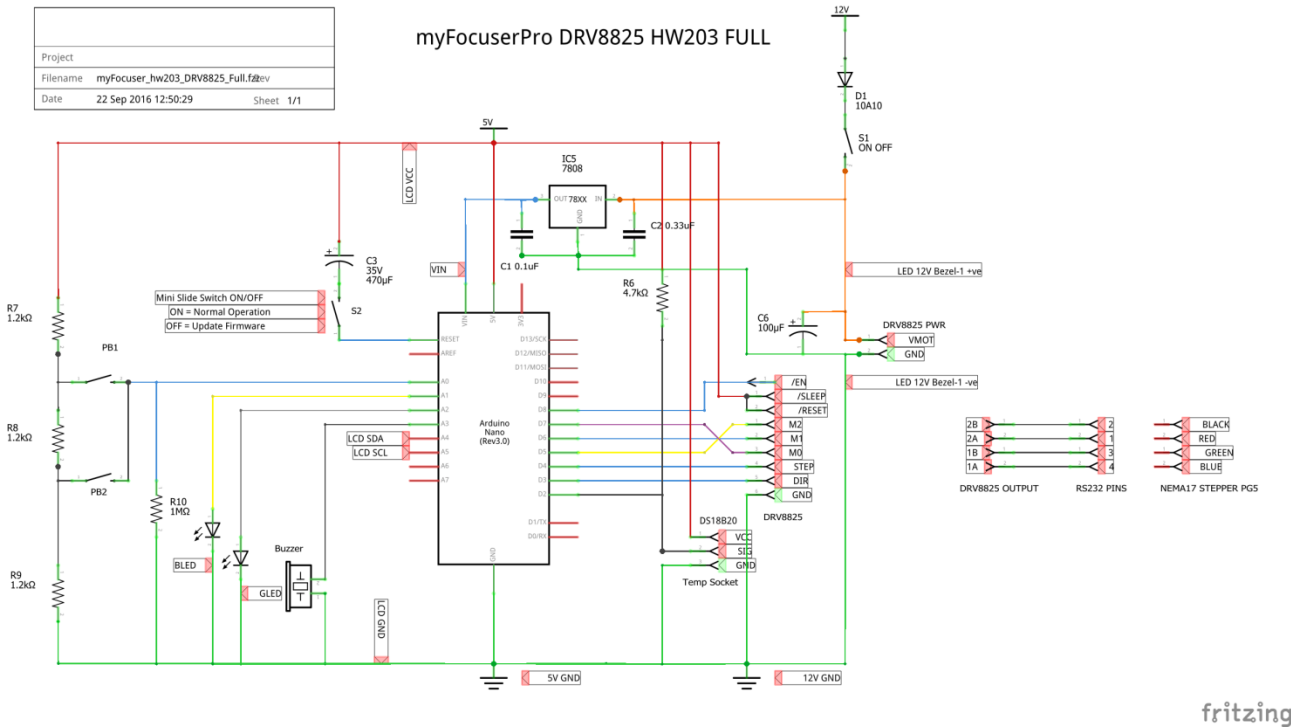 myFocuserPro DRV8825 HW203 FULL
Project
Filename myFocuser_hw203_DRV8825_Full.fzz
Rev
Date 22 Sep 2016 12:50:29 Sheet 1/1
12V
D1
10A10
S1
ON OFF
5V
LCD VCC
IC5
7808
OUT 78XX IN
GND
C2 0.33uF
C1 0.1uF
VIN
C3
35V
470µF
Mini Slide Switch ON/OFF
ON = Normal Operation
OFF = Update Firmware
S2
R6
4.7kΩ
LED 12V Bezel-1 +ve
C6
100µF
DRV8825 PWR
VMOT
GND
LED 12V Bezel-1 -ve
R7
1.2kΩ
PB1
R8
1.2kΩ
PB2
R9
1.2kΩ
R10
1MΩ
BLED
GLED
Buzzer
LCD SDA
LCD SCL
LCD GND
VIN
5V
3V3
RESET
AREF
A0
A1
A2
A3
A4
A5
A6
A7
Arduino
Nano
(Rev3.0)
D13/SCK
D12/MISO
D11/MOSI
D10
D9
D8
D7
D6
D5
D4
D3
D2
D1/TX
D0/RX
GND
/EN
/SLEEP
/RESET
M2
M1
M0
STEP
DIR
GND
DRV8825
DS18B20
VCC
SIG
GND
Temp Socket
5V GND
12V GND
2B
2A
1B
1A
DRV8825 OUTPUT
2
1
3
4
RS232 PINS
BLACK
RED
GREEN
BLUE
NEMA17 STEPPER PG5
fritzing